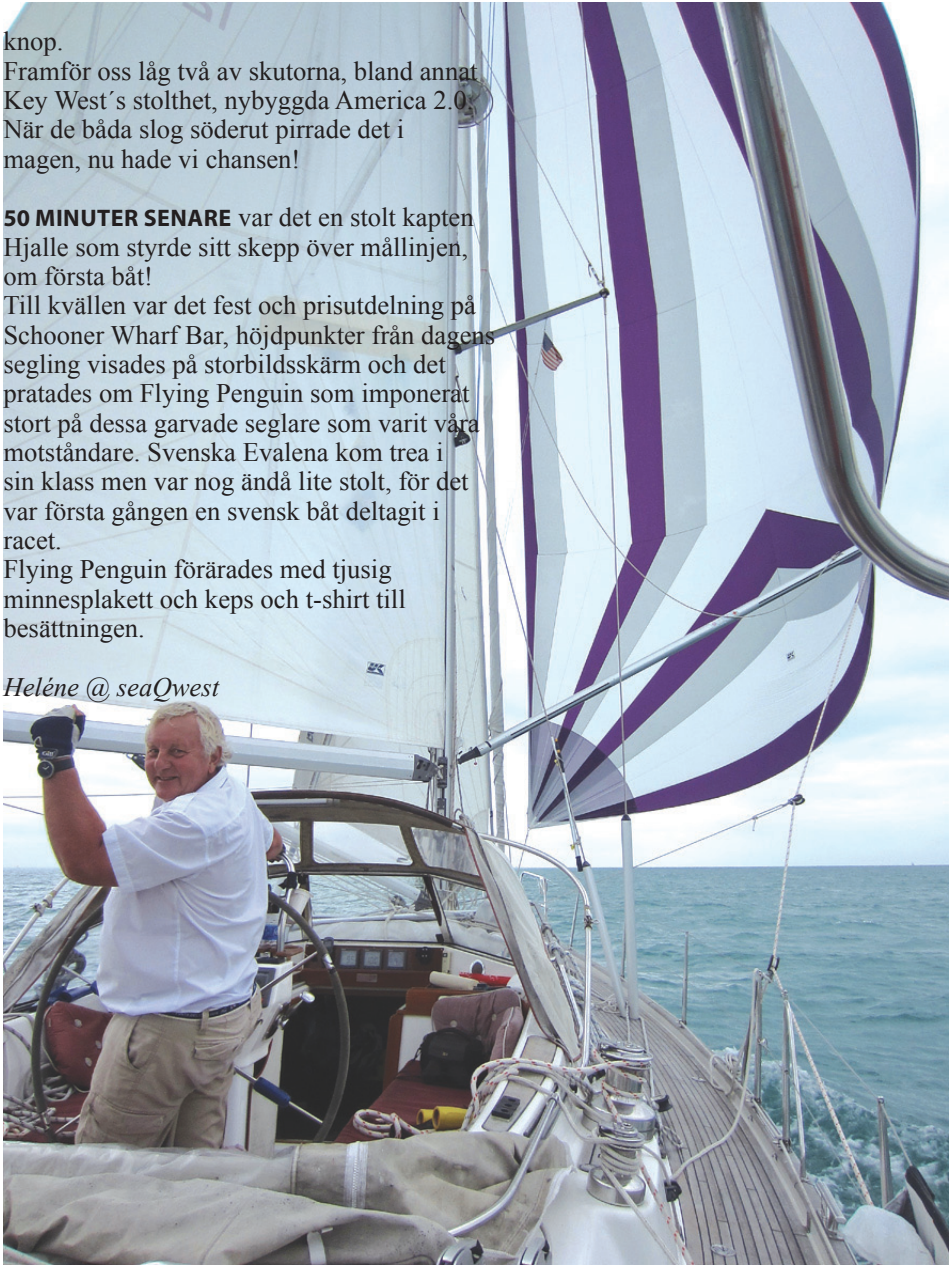 knop.
Framför oss låg två av skutorna, bland annat
Key West´s stolthet, nybyggda America 2.0.
När de båda slog söderut pirrade det i
magen, nu hade vi chansen!
50 MINUTER SENARE var det en stolt kapten
Hjalle som styrde sitt skepp över mållinjen,
om första båt!
Till kvällen var det fest och prisutdelning på
Schooner Wharf Bar, höjdpunkter från dagens
segling visades på storbildsskärm och det
pratades om Flying Penguin som imponerat
stort på dessa garvade seglare som varit våra
motståndare. Svenska Evalena kom trea i
sin klass men var nog ändå lite stolt, för det
var första gången en svensk båt deltagit i
racet.
Flying Penguin förärades med tjusig
minnesplakett och keps och t-shirt till
besättningen.
Heléne @ seaQwest